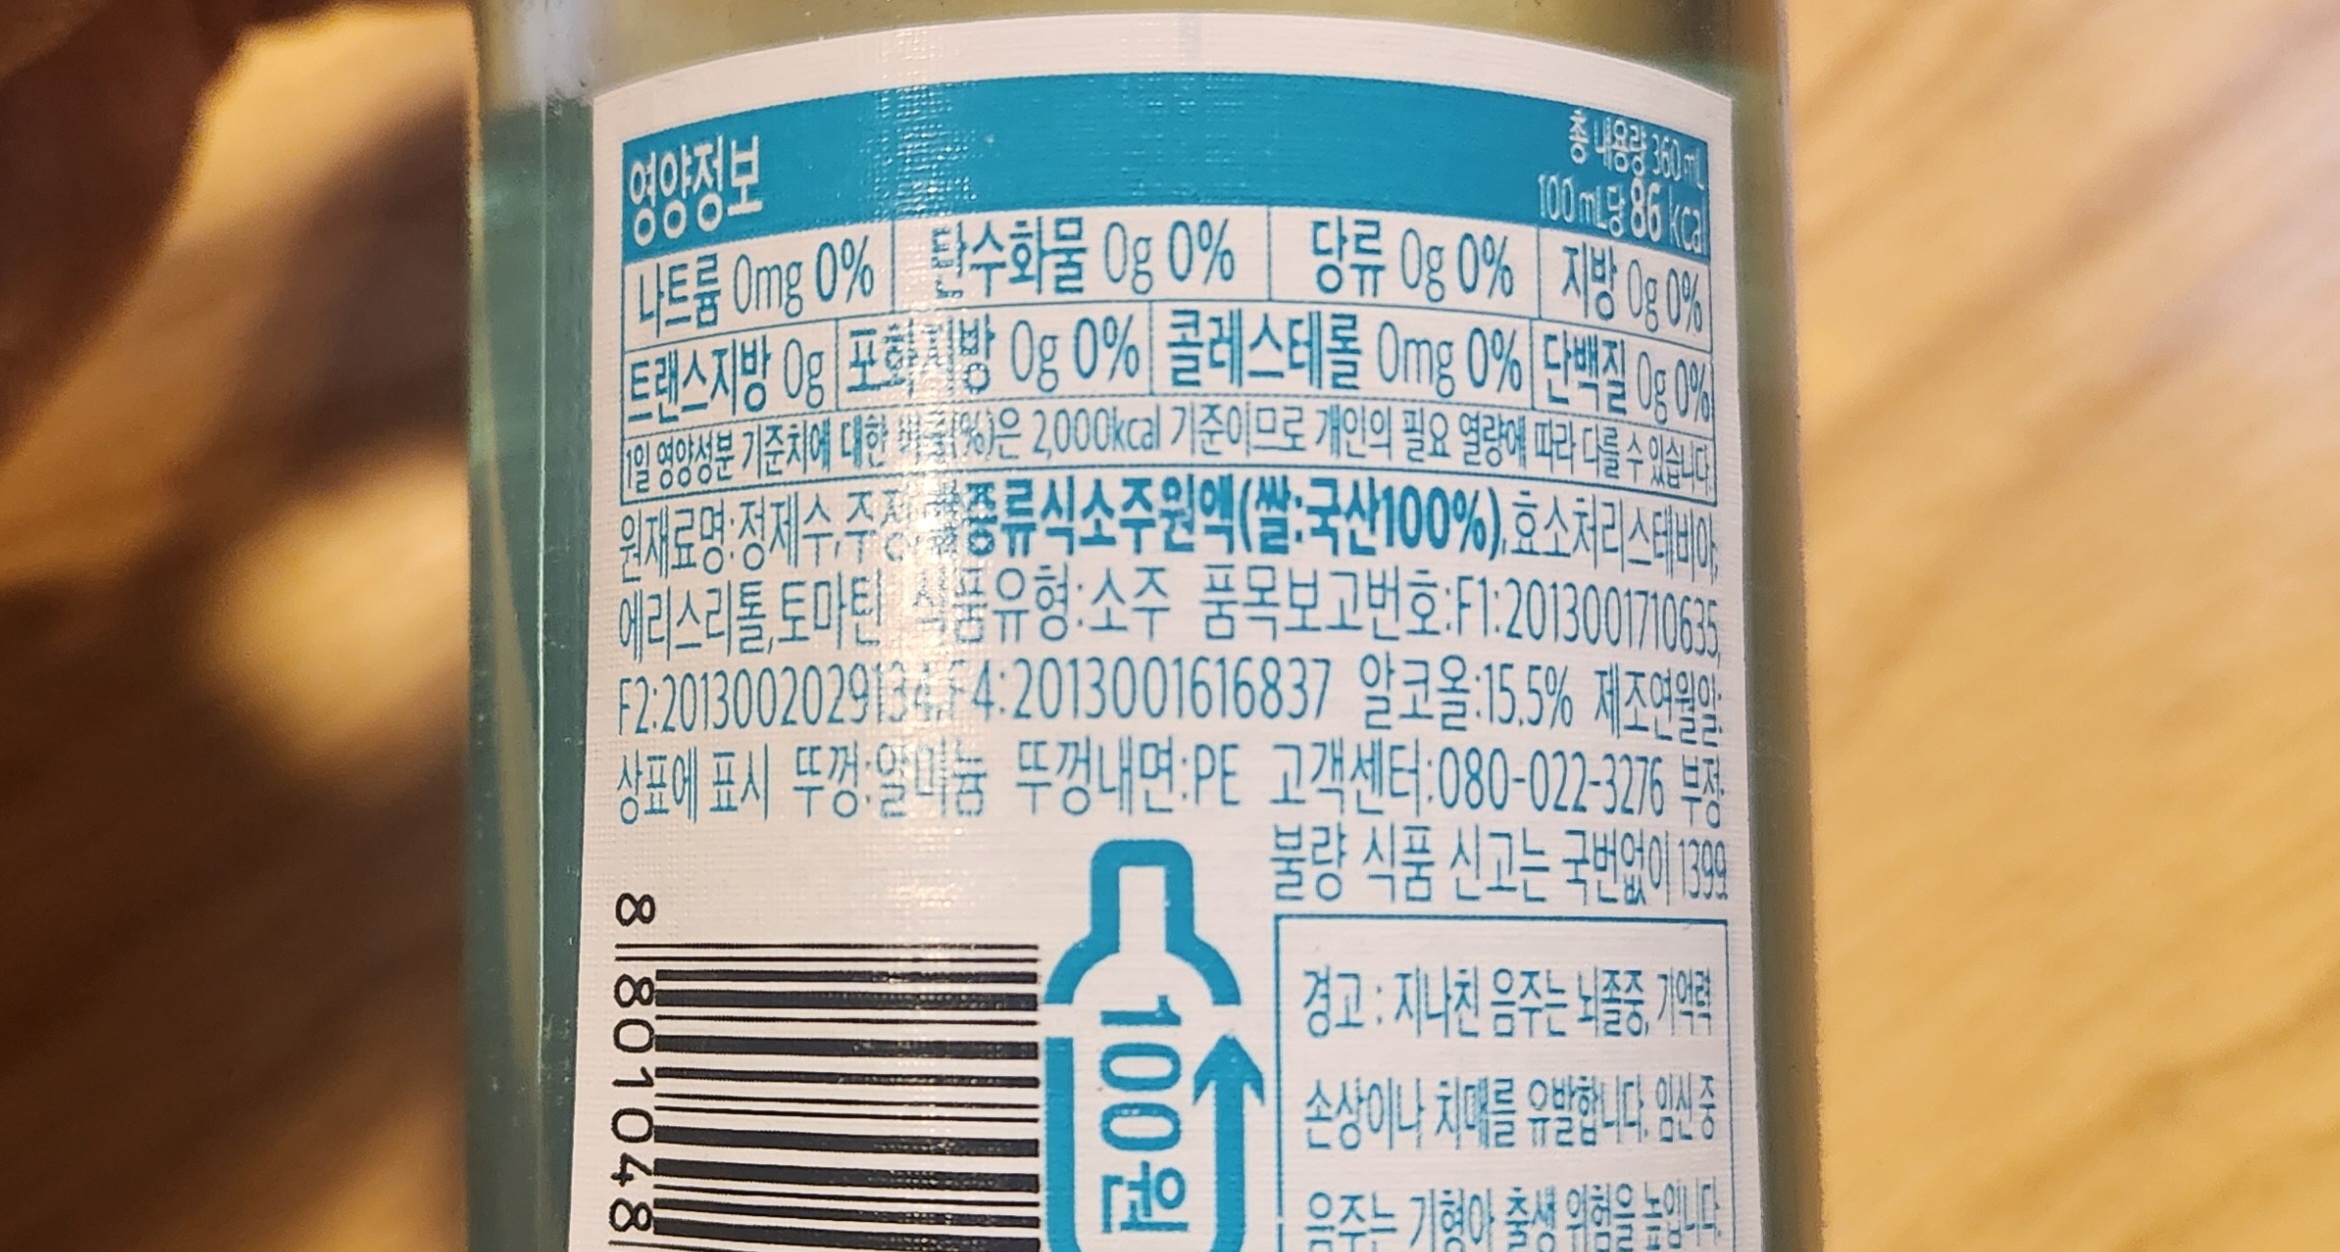 영양정보
총 내용량 360 mL
100 mL당 86 kcal
나트륨 0mg 0% 탄수화물 0g 0% 당류 0g 0% 지방 0g 0%
트랜스지방 0g 포화지방 0g 0% 콜레스테롤 0mg 0% 단백질 0g 0%
1일 영양성분 기준치에 대한 비율(%)은 2,000kcal 기준이므로 개인의 필요 열량에 따라 다를 수 있습니다.
원재료명:정제수,주정,쌀증류식소주원액(쌀:국산100%),효소처리스테비아,
에리스리톨,토마틴 식품유형:소주 품목보고번호:F1:2013001710635,
F2:2013002029134,F4:2013001616837 알코올:15.5% 제조연월일:
상표에 표시 뚜껑:알미늄 뚜껑내면:PE 고객센터:080-022-3276 부정·
불량 식품 신고는 국번없이 1399
경고 : 지나친 음주는 뇌졸중, 기억력
손상이나 치매를 유발합니다. 임신 중
음주는 기형아 출생 위험을 높입니다.
100원
8 801048